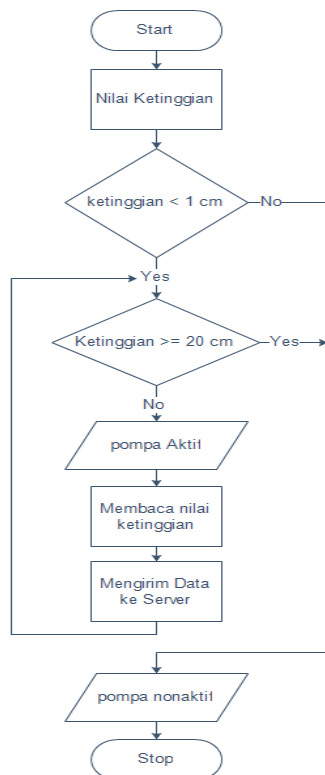 Start
Nilai Ketinggian
ketinggian < 1 cm
No
Yes
Ketinggian >= 20 cm
Yes
No
pompa Aktif
Membaca nilai
ketinggian
Mengirim Data
ke Server
pompa nonaktif
Stop